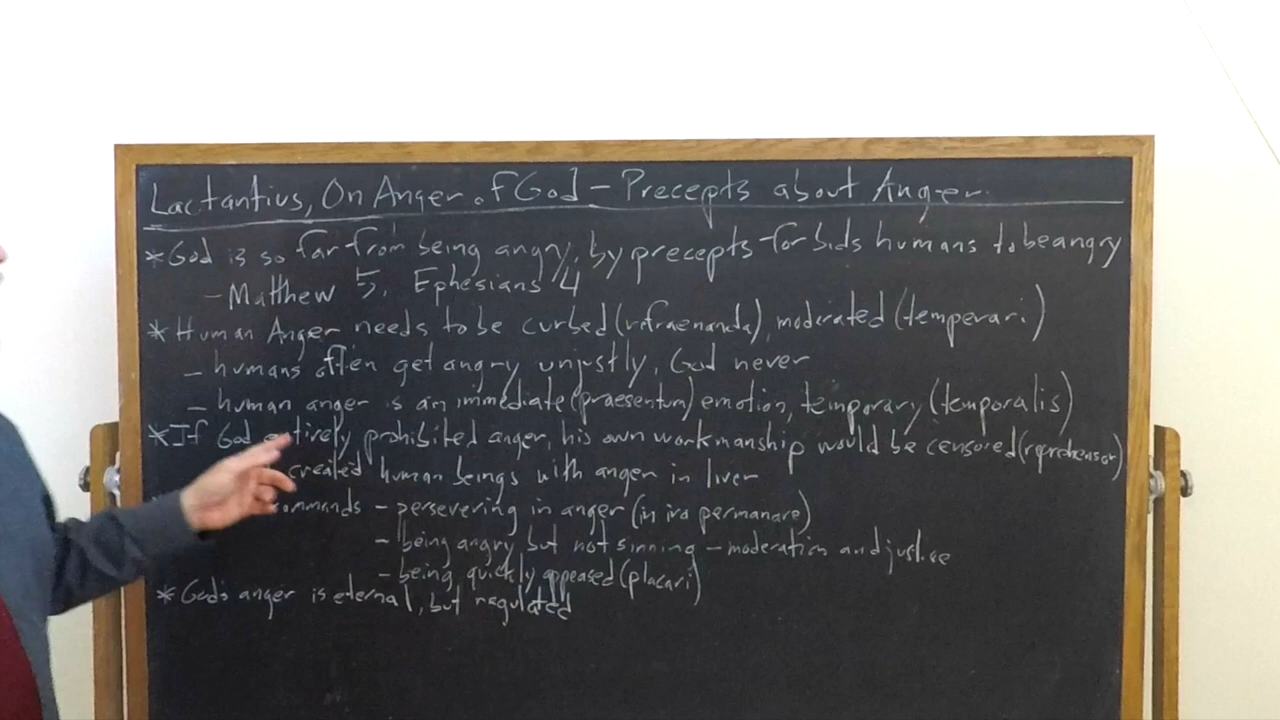 Lactantius, On Anger of God - Precepts about Anger
* God is so far from being angry, by precepts forbids humans to be angry
- Matthew 5, Ephesians 4
* Human Anger needs to be curbed (refraenanda), moderated (temperari)
- humans often get angry unjustly, God never
- human anger is an immediate (praesentum) emotion, temporary (temporalis)
* If God entirely prohibited anger, his own workmanship would be censored (reprehensor)
created human beings with anger in liver
- persevering in anger (in ira permanare)
- being angry, but not sinning - moderation and justice
- being quickly appeased (placari)
* God's anger is eternal, but regulated